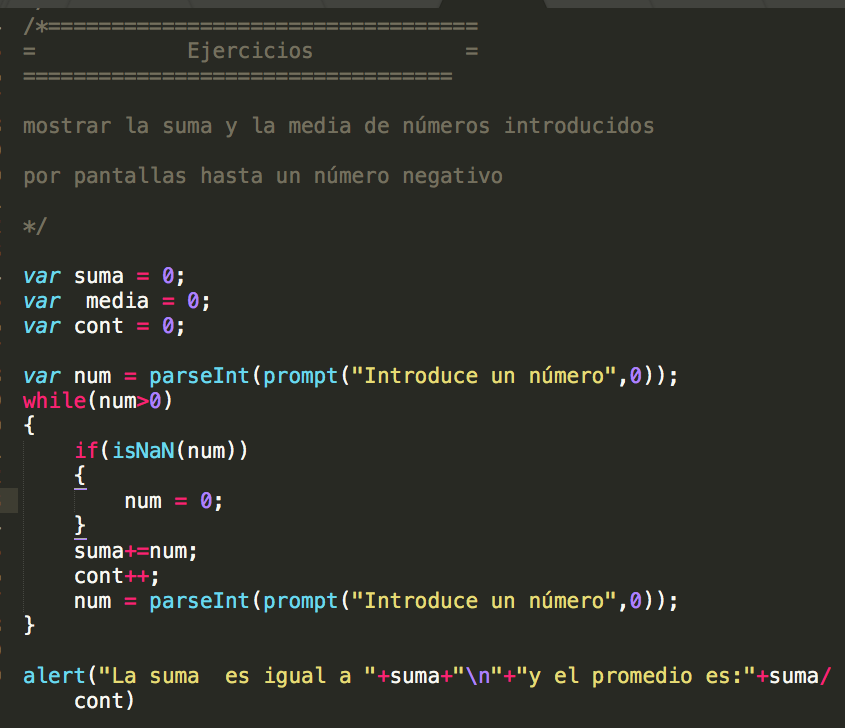 /*==================================
=            Ejercicios            =
==================================

mostrar la suma y la media de números introducidos

por pantallas hasta un número negativo

*/

var suma = 0;
var  media = 0;
var cont = 0;

var num = parseInt(prompt("Introduce un número",0));
while(num>0)
{
    if(isNaN(num))
    {
        num = 0;
    }
    suma+=num;
    cont++;
    num = parseInt(prompt("Introduce un número",0));
}

alert("La suma  es igual a "+suma+"\n"+"y el promedio es:"+suma/
    cont)